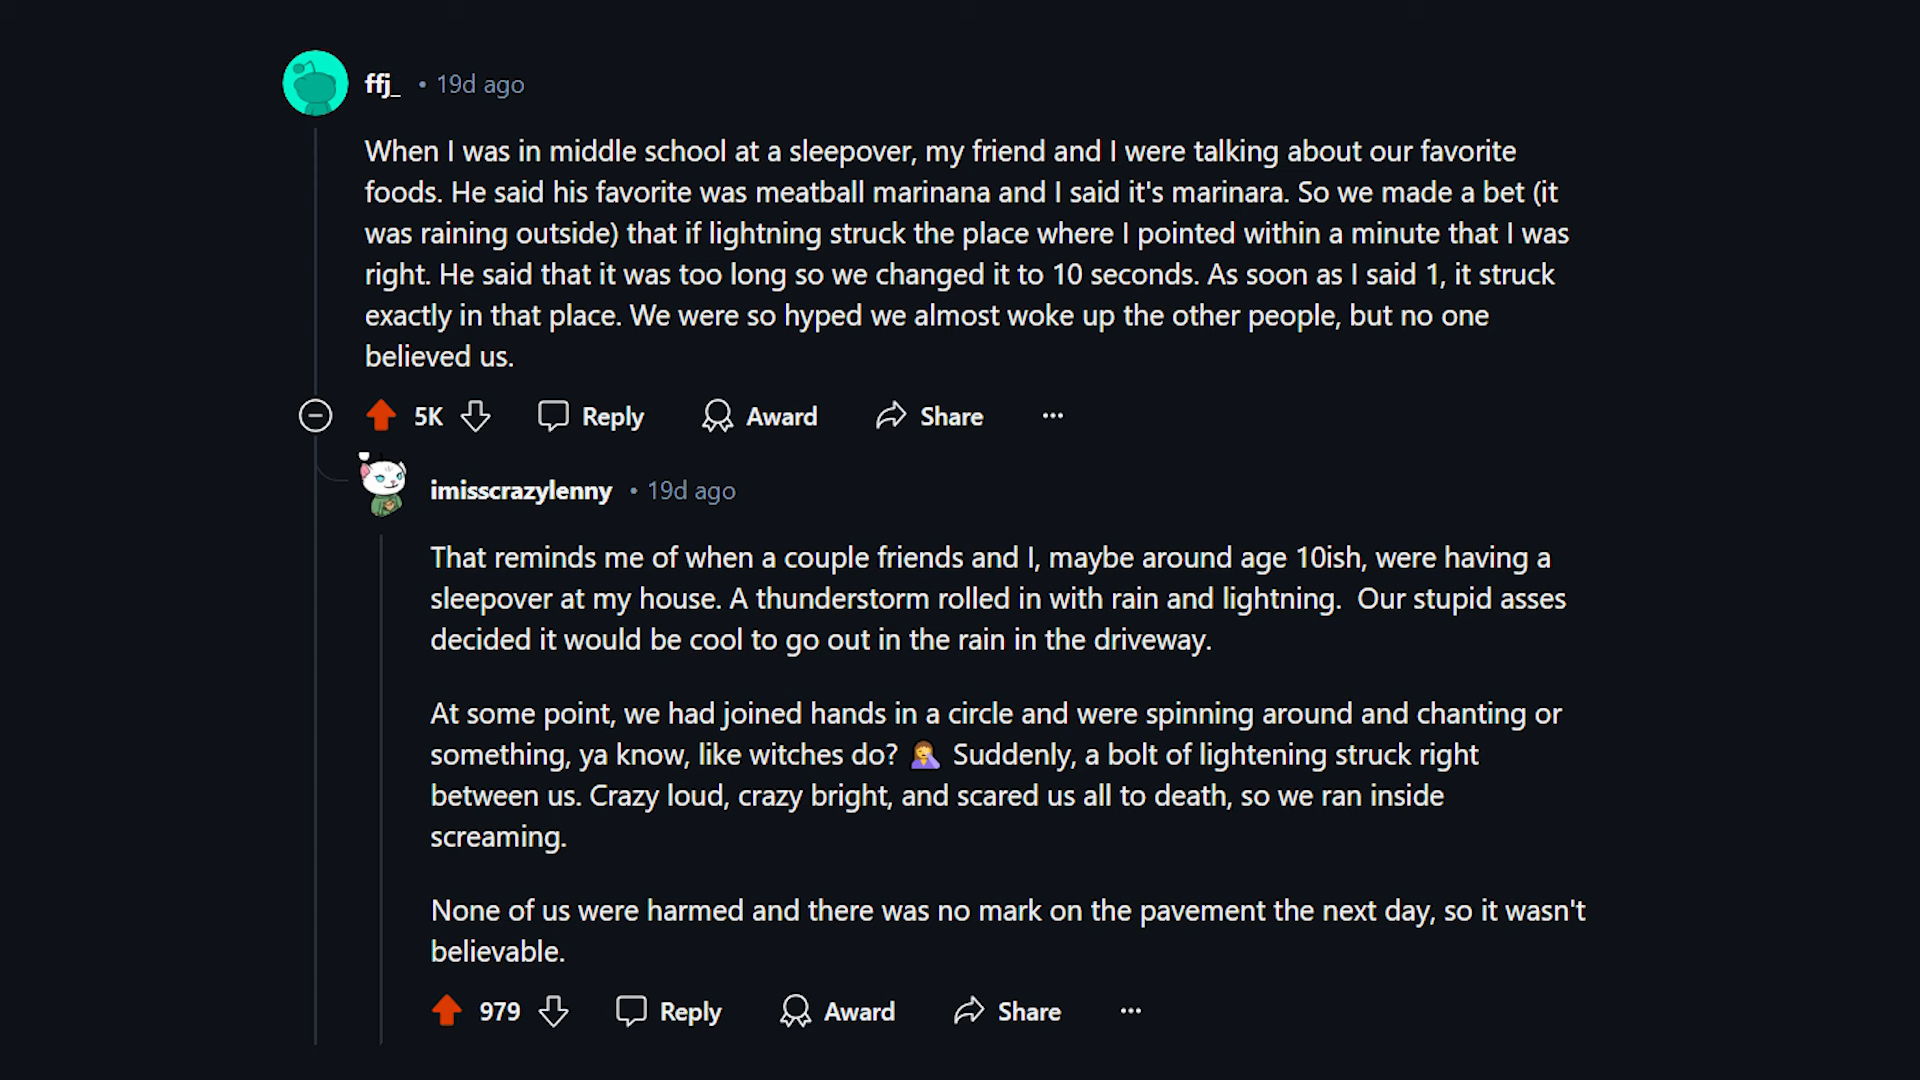 ffj_ • 19d ago
When I was in middle school at a sleepover, my friend and I were talking about our favorite
foods. He said his favorite was meatball marinana and I said it's marinara. So we made a bet (it
was raining outside) that if lightning struck the place where I pointed within a minute that I was
right. He said that it was too long so we changed it to 10 seconds. As soon as I said 1, it struck
exactly in that place. We were so hyped we almost woke up the other people, but no one
believed us.
5K Reply Award Share ...
imisscrazylenny • 19d ago
That reminds me of when a couple friends and I, maybe around age 10ish, were having a
sleepover at my house. A thunderstorm rolled in with rain and lightning.  Our stupid asses
decided it would be cool to go out in the rain in the driveway.
At some point, we had joined hands in a circle and were spinning around and chanting or
something, ya know, like witches do? 🤦‍♀️ Suddenly, a bolt of lightening struck right
between us. Crazy loud, crazy bright, and scared us all to death, so we ran inside
screaming.
None of us were harmed and there was no mark on the pavement the next day, so it wasn't
believable.
979 Reply Award Share ...